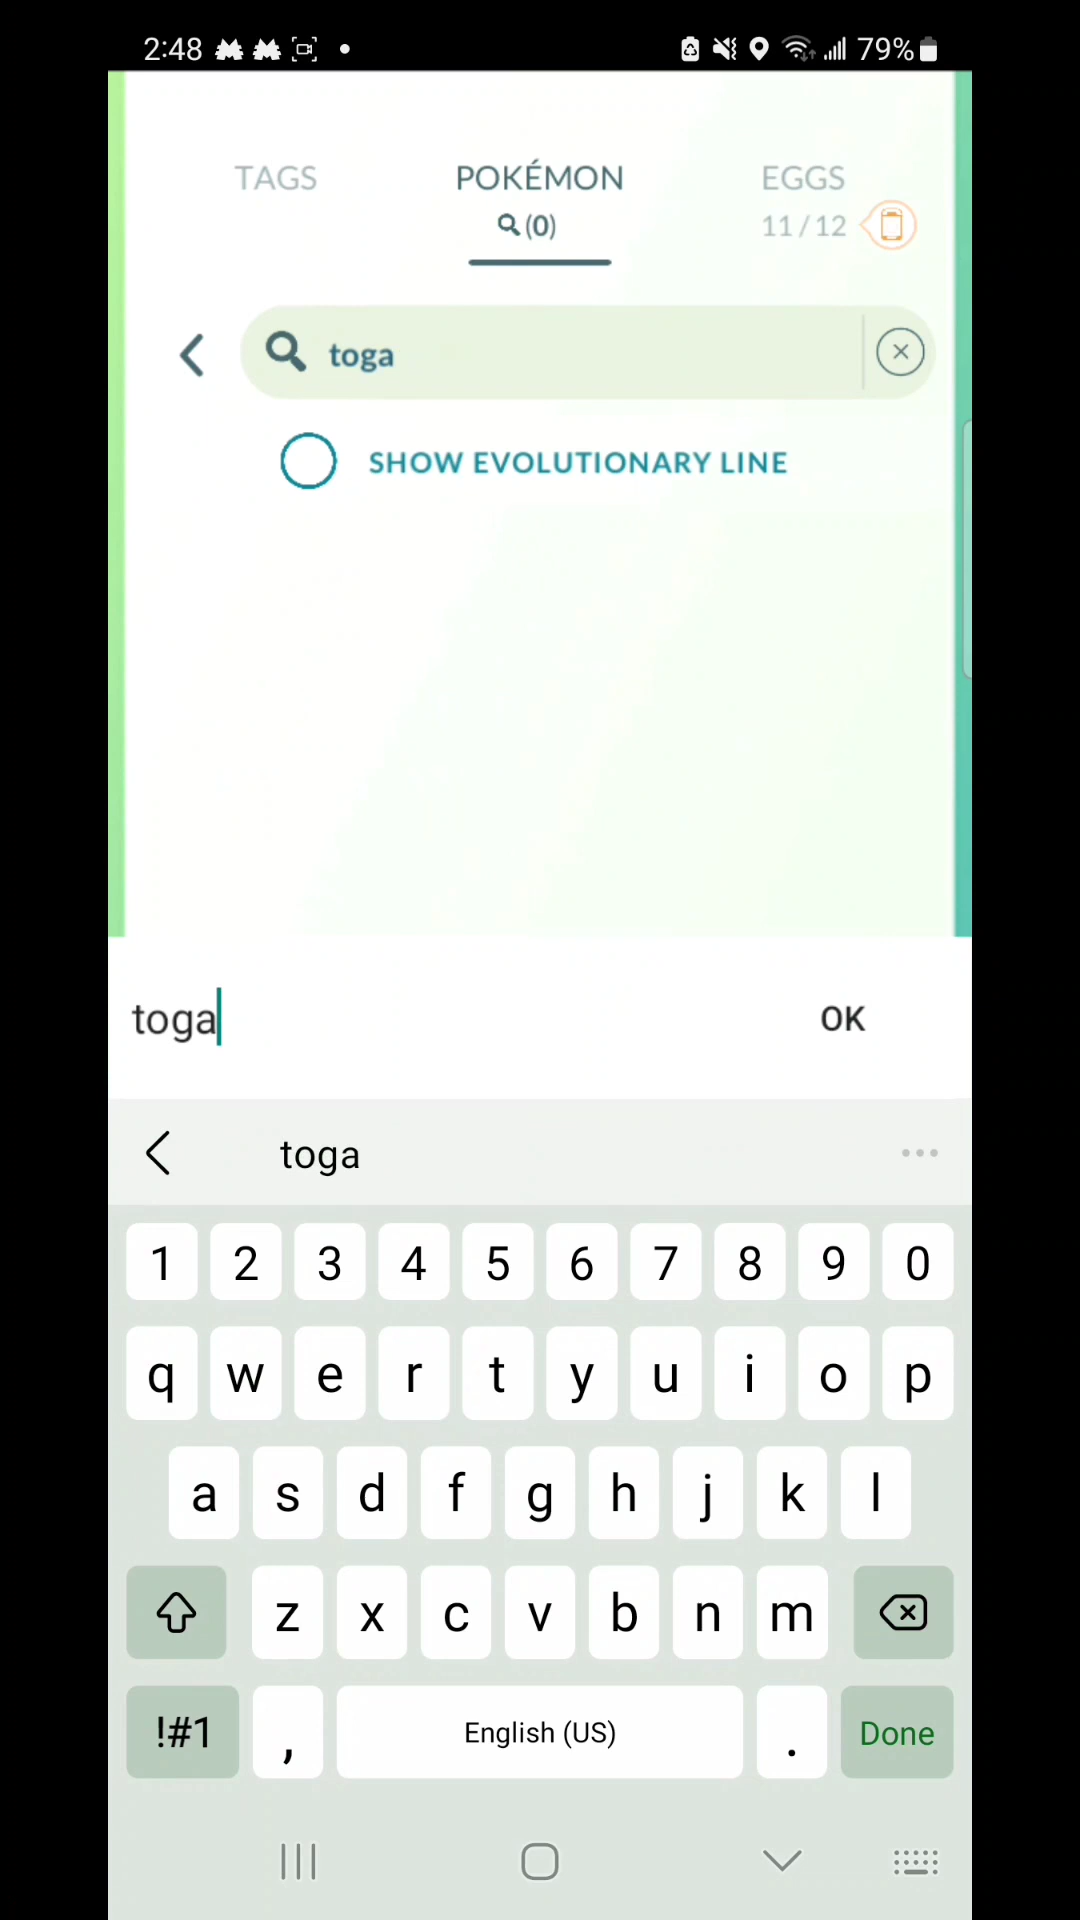 2:48 79%
TAGS POKÉMON EGGS
(0) 11 / 12
toga
SHOW EVOLUTIONARY LINE
toga OK
toga
1 2 3 4 5 6 7 8 9 0
q w e r t y u i o p
a s d f g h j k l
z x c v b n m
!#1 , English (US) . Done